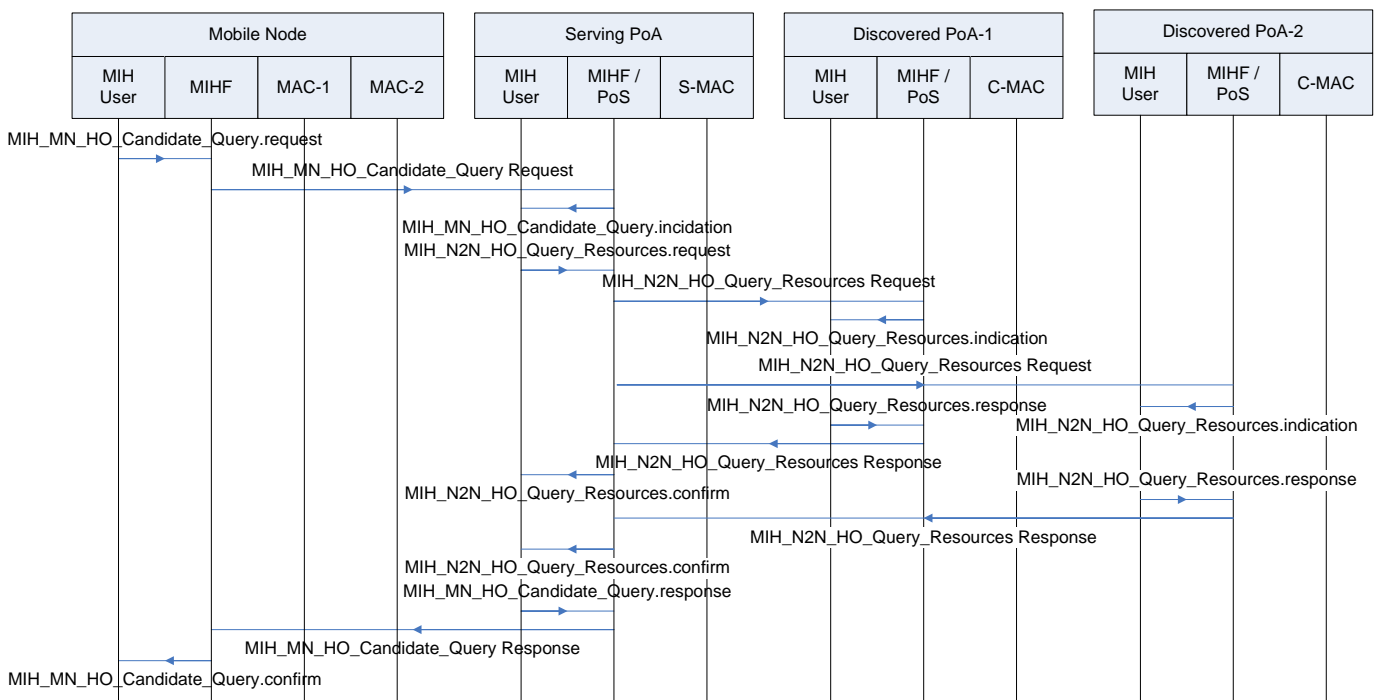 Mobile Node
Serving PoA
Discovered PoA-1
Discovered PoA-2
MIH
User
MIHF
MAC-1
MAC-2
MIH
User
MIHF /
PoS
S-MAC
MIH
User
MIHF /
PoS
C-MAC
MIH
User
MIHF /
PoS
C-MAC
MIH_MN_HO_Candidate_Query.request
MIH_MN_HO_Candidate_Query Request
MIH_MN_HO_Candidate_Query.incidation
MIH_N2N_HO_Query_Resources.request
MIH_N2N_HO_Query_Resources Request
MIH_N2N_HO_Query_Resources.indication
MIH_N2N_HO_Query_Resources Request
MIH_N2N_HO_Query_Resources.response
MIH_N2N_HO_Query_Resources.indication
MIH_N2N_HO_Query_Resources Response
MIH_N2N_HO_Query_Resources.response
MIH_N2N_HO_Query_Resources.confirm
MIH_N2N_HO_Query_Resources Response
MIH_N2N_HO_Query_Resources.confirm
MIH_MN_HO_Candidate_Query.response
MIH_MN_HO_Candidate_Query Response
MIH_MN_HO_Candidate_Query.confirm